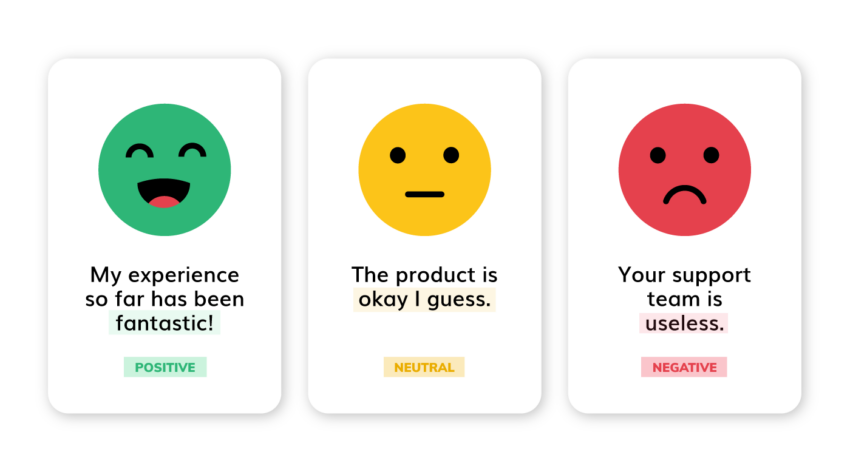 My experience
so far has been
fantastic!
POSITIVE
The product is
okay I guess.
NEUTRAL
Your support
team is
useless.
NEGATIVE